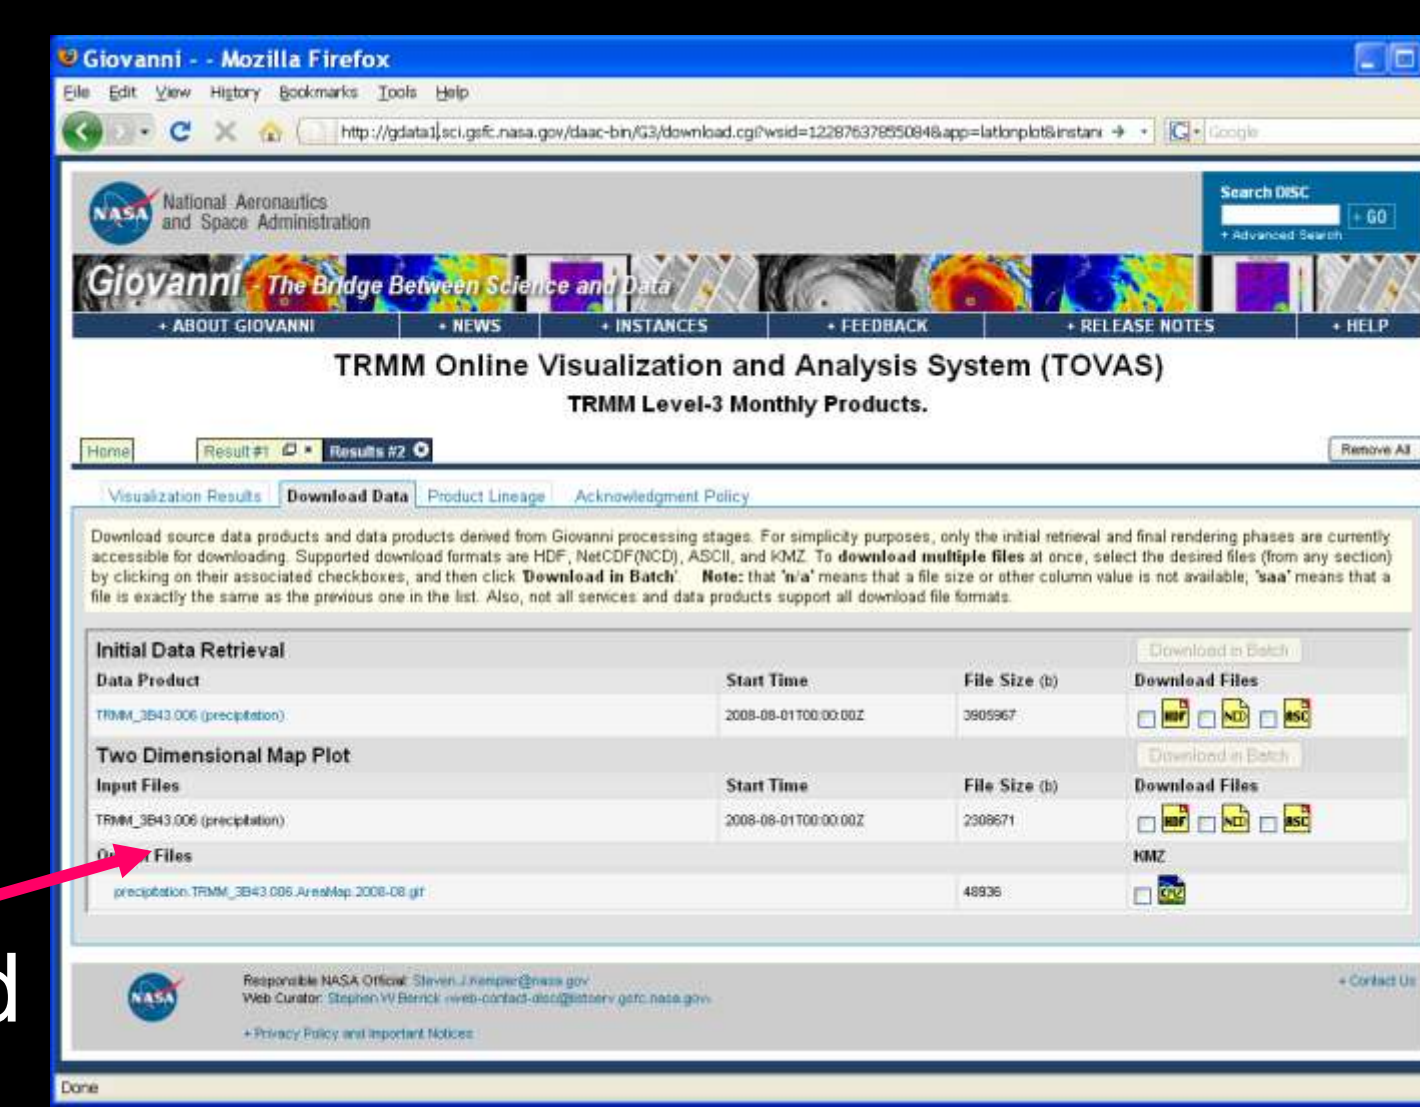 Giovanni - - Mozilla Firefox
File Edit View History Bookmarks Tools Help
http://gdata1.sci.gsfc.nasa.gov/daac-bin/G3/download.cgi?wsid=122876378550848&app=latlonplot&instan
Google
National Aeronautics
and Space Administration
NASA
Search DISC
+ GO
+ Advanced Search
Giovanni - The Bridge Between Science and Data
+ ABOUT GIOVANNI + NEWS + INSTANCES + FEEDBACK + RELEASE NOTES + HELP
TRMM Online Visualization and Analysis System (TOVAS)
TRMM Level-3 Monthly Products.
Home Result #1 Results #2 Remove All
Visualization Results Download Data Product Lineage Acknowledgment Policy
Download source data products and data products derived from Giovanni processing stages. For simplicity purposes, only the initial retrieval and final rendering phases are currently
accessible for downloading. Supported download formats are HDF, NetCDF(NCD), ASCII, and KMZ. To download multiple files at once, select the desired files (from any section)
by clicking on their associated checkboxes, and then click 'Download in Batch'. Note: that 'n/a' means that a file size or other column value is not available; 'saa' means that a
file is exactly the same as the previous one in the list. Also, not all services and data products support all download file formats.
Initial Data Retrieval Download in Batch
Data Product Start Time File Size (b) Download Files
TRMM_3B43.006 (precipitation) 2008-08-01T00:00:00Z 3905967 HDF NCD ASC
Two Dimensional Map Plot Download in Batch
Input Files Start Time File Size (b) Download Files
TRMM_3B43.006 (precipitation) 2008-08-01T00:00:00Z 2308671 HDF NCD ASC
Files KMZ
precipitation.TRMM_3B43.006.AreaMap.2008-08.gif 48936 KMZ
d
NASA
Responsible NASA Official: Steven.J.Kempler@nasa.gov
Web Curator: Stephen W Berrick <web-contact-disc@listserv.gsfc.nasa.gov>
+ Contact Us
+ Privacy Policy and Important Notices
Done